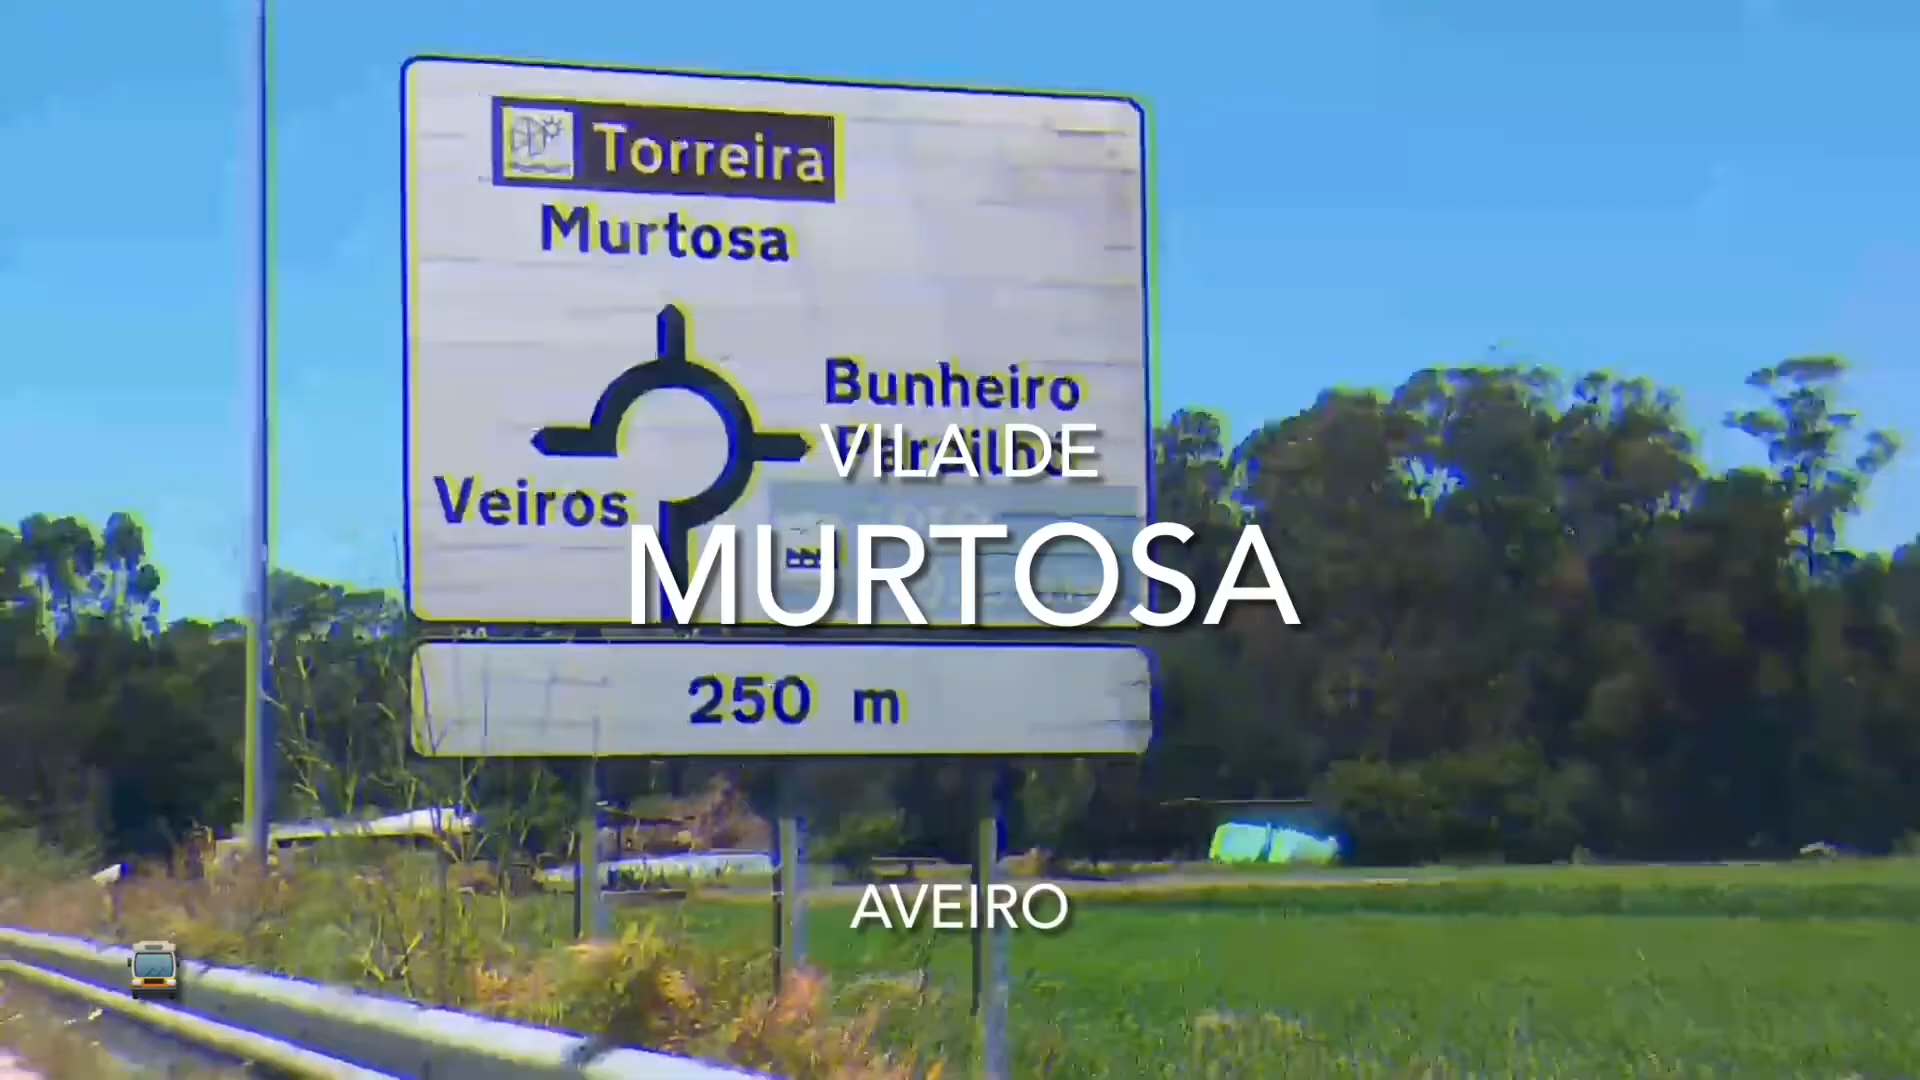 Torreira
Murtosa
Bunheiro
VILA DE
Veiros
MURTOSA
250 m
AVEIRO